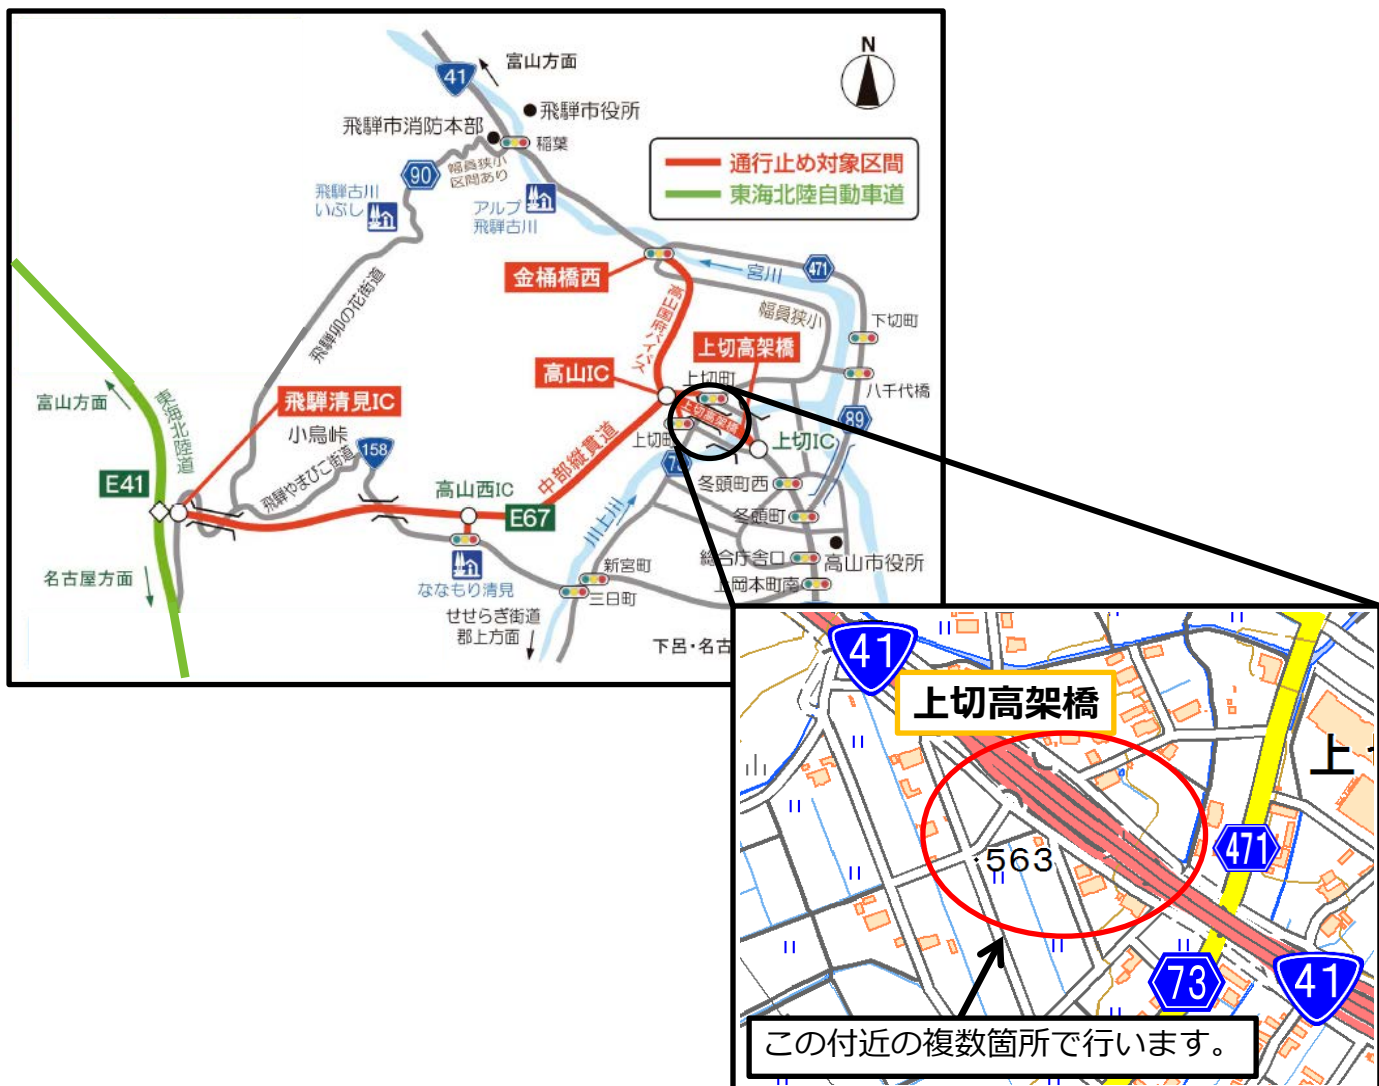 N
41
富山方面
飛騨市役所
飛騨市消防本部
稲葉
通行止め対象区間
東海北陸自動車道
90
幅員狭小
区間あり
飛騨古川
いぶし
アルプ
飛騨古川
金桶橋西
宮川
471
高山国府バイパス
幅員狭小
下切町
飛騨卯の花街道
上切高架橋
高山IC
上切町
八千代橋
富山方面
東海北陸道
飛騨清見IC
小鳥峠
158
上切高架橋
89
上切町
上切IC
中部縦貫道
73
E41
飛騨やまびこ街道
高山西IC
冬頭町西
E67
冬頭町
川上川
総合庁舎口
高山市役所
名古屋方面
ななもり清見
新宮町
上岡本町南
三日町
せせらぎ街道
郡上方面
下呂・名古
41
上切高架橋
山
上
471
563
73
41
この付近の複数箇所で行います。